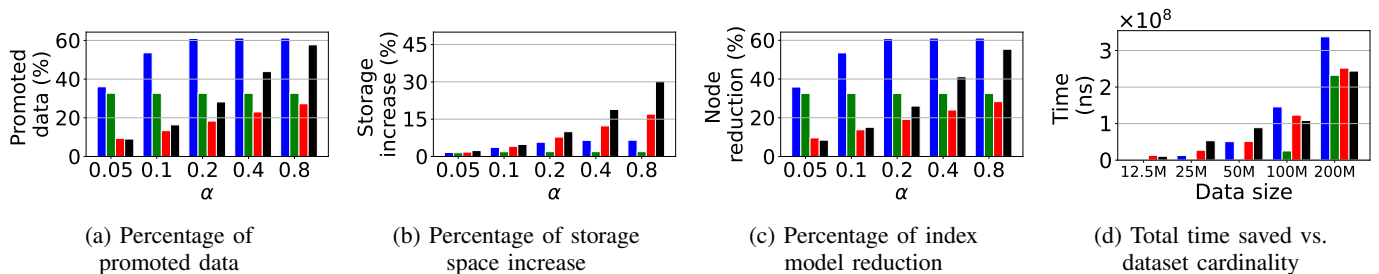 Promoted
data (%)
60
40
20
0
0.05 0.1 0.2 0.4 0.8
α
(a) Percentage of
promoted data
Storage
increase (%)
45
30
15
0
0.05 0.1 0.2 0.4 0.8
α
(b) Percentage of storage
space increase
Node
reduction (%)
60
40
20
0
0.05 0.1 0.2 0.4 0.8
α
(c) Percentage of index
model reduction
×10⁸
Time
(ns)
3
2
1
0
12.5M 25M 50M 100M 200M
Data size
(d) Total time saved vs.
dataset cardinality